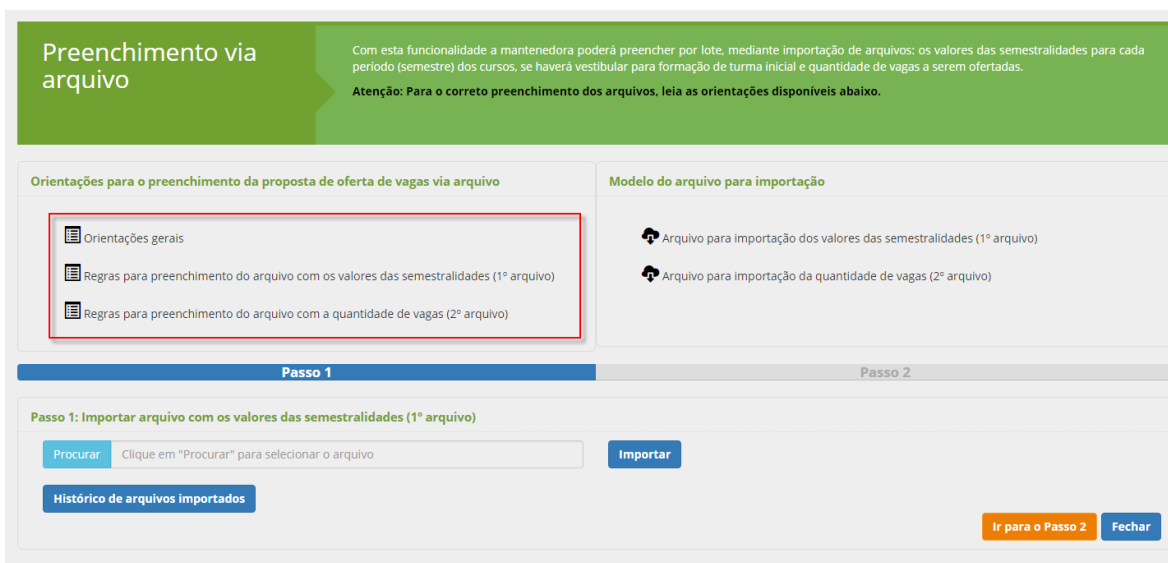 Preenchimento via
arquivo
Com esta funcionalidade a mantenedora poderá preencher por lote, mediante importação de arquivos: os valores das semestralidades para cada
período (semestre) dos cursos, se haverá vestibular para formação de turma inicial e quantidade de vagas a serem ofertadas.
Atenção: Para o correto preenchimento dos arquivos, leia as orientações disponíveis abaixo.
Orientações para o preenchimento da proposta de oferta de vagas via arquivo
Orientações gerais
Regras para preenchimento do arquivo com os valores das semestralidades (1º arquivo)
Regras para preenchimento do arquivo com a quantidade de vagas (2º arquivo)
Modelo do arquivo para importação
Arquivo para importação dos valores das semestralidades (1º arquivo)
Arquivo para importação da quantidade de vagas (2º arquivo)
Passo 1
Passo 2
Passo 1: Importar arquivo com os valores das semestralidades (1º arquivo)
Procurar
Clique em "Procurar" para selecionar o arquivo
Importar
Histórico de arquivos importados
Ir para o Passo 2
Fechar